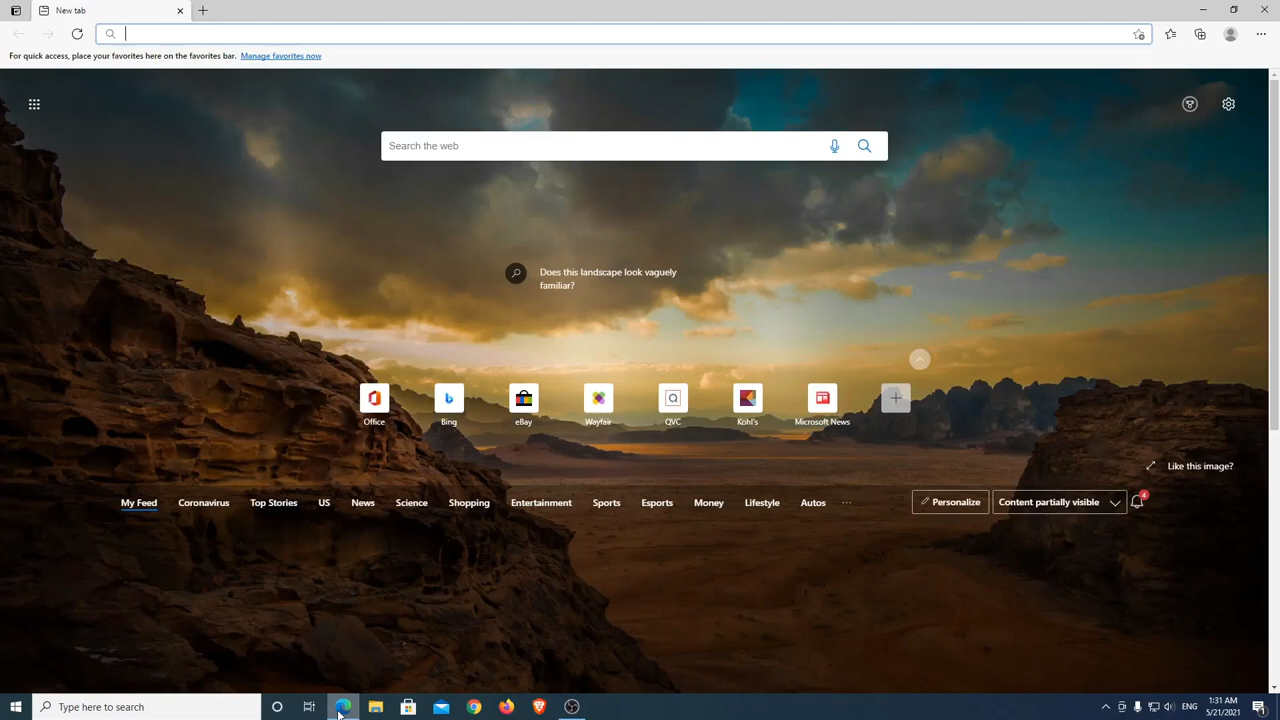 New tab
For quick access, place your favorites here on the favorites bar. Manage favorites now
Search the web
Does this landscape look vaguely
familiar?
Office
Bing
eBay
Wayfair
QVC
Kohl's
Microsoft News
Like this image?
My Feed
Coronavirus
Top Stories
US
News
Science
Shopping
Entertainment
Sports
Esports
Money
Lifestyle
Autos
Personalize
Content partially visible
4
Type here to search
ENG
1:31 AM
5/21/2021
1